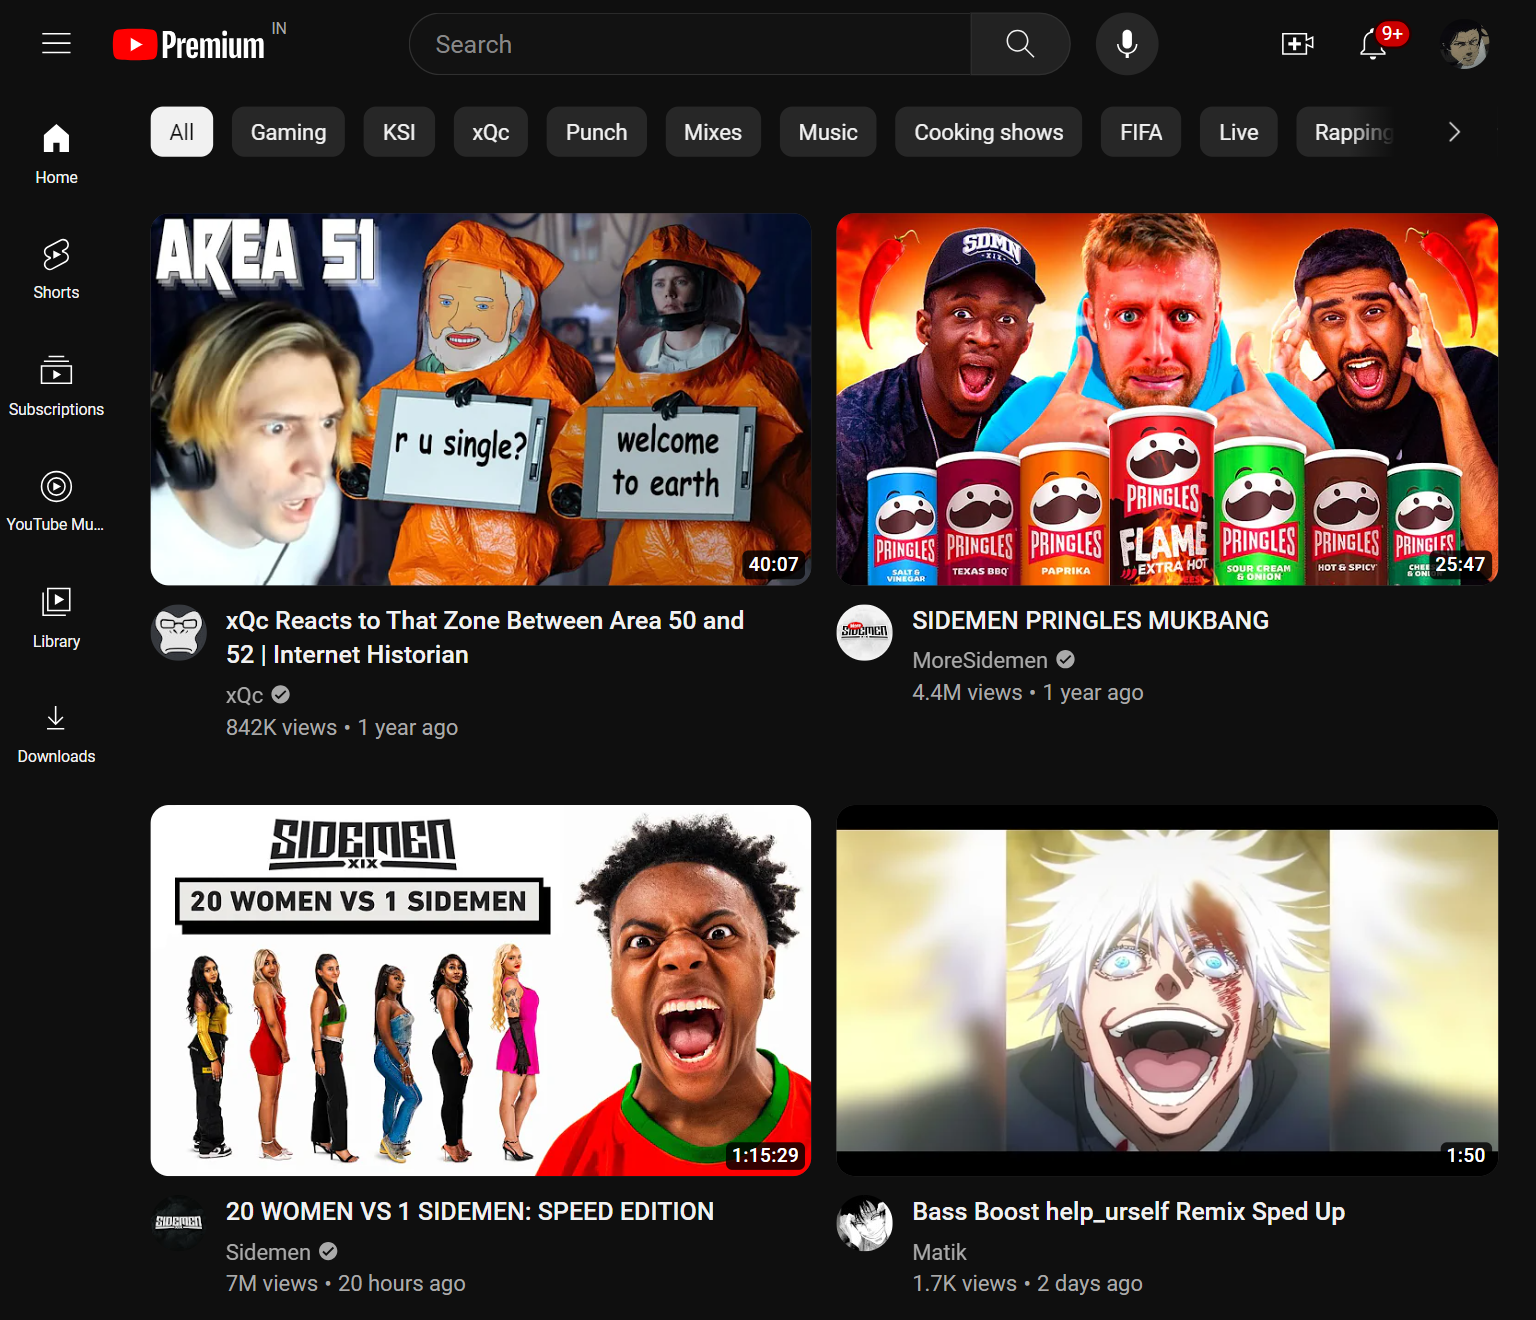 Premium
IN
Search
9+
All
Gaming
KSI
xQc
Punch
Mixes
Music
Cooking shows
FIFA
Live
Rapping
Home
Shorts
Subscriptions
YouTube Mu...
Library
Downloads
AREA 51
r u single?
welcome
to earth
40:07
SDMN
XIX
PRINGLES
SALT &
VINEGAR
PRINGLES
TEXAS BBQ
PRINGLES
PAPRIKA
PRINGLES
FLAME
EXTRA HOT
PRINGLES
SOUR CREAM
& ONION
PRINGLES
HOT & SPICY
PRINGLES
25:47
xQc Reacts to That Zone Between Area 50 and
52 | Internet Historian
xQc
842K views • 1 year ago
SIDEMEN PRINGLES MUKBANG
MoreSidemen
4.4M views • 1 year ago
SIDEMEN
XIX
20 WOMEN VS 1 SIDEMEN
1:15:29
1:50
SIDEMEN
20 WOMEN VS 1 SIDEMEN: SPEED EDITION
Sidemen
7M views • 20 hours ago
Bass Boost help_urself Remix Sped Up
Matik
1.7K views • 2 days ago